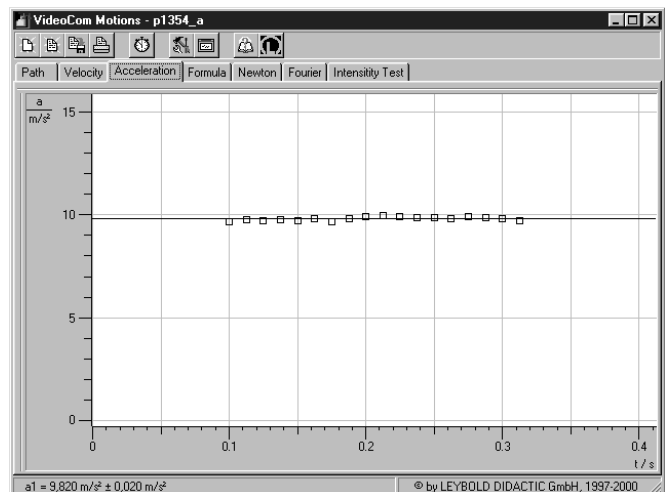 VideoCom Motions - p1354_a
Path Velocity Acceleration Formula Newton Fourier Intensitity Test
a
m/s²
15
10
5
0
0 0.1 0.2 0.3 0.4
t / s
a1 = 9,820 m/s² ± 0,020 m/s² © by LEYBOLD DIDACTIC GmbH, 1997-2000